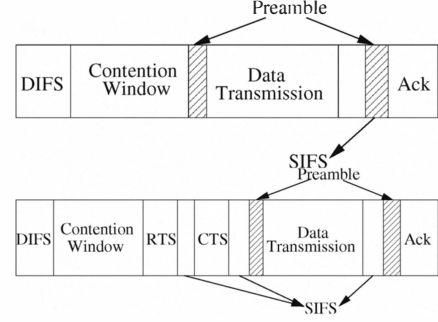 Preamble
DIFS
Contention
Window
Data
Transmission
Ack
SIFS
Preamble
DIFS
Contention
Window
RTS
CTS
Data
Transmission
Ack
SIFS